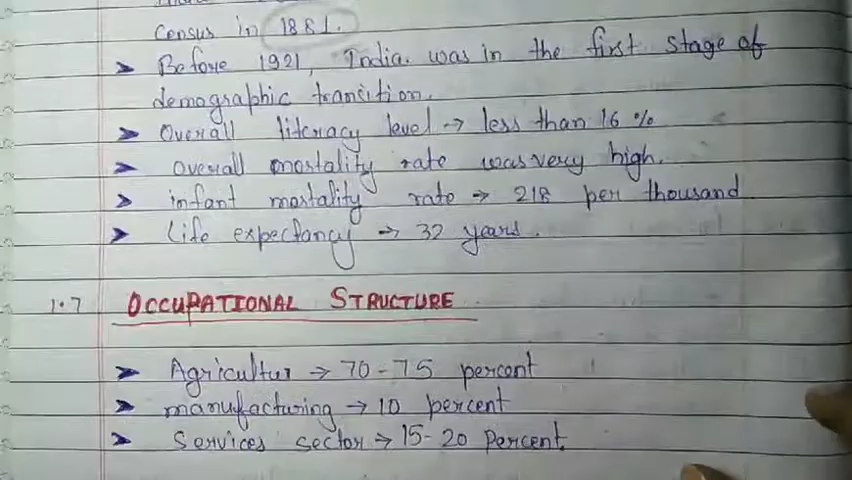 Census in 1881.
➤ Before 1921, India was in the first stage of
demographic transition.
➤ Overall literacy level → less than 16 %
➤ overall mortality rate was very high.
➤ infant mortality rate → 218 per thousand
➤ Life expectancy → 32 years.
1.7 OCCUPATIONAL STRUCTURE
➤ Agricultur → 70-75 percent
➤ manufacturing → 10 percent
➤ Services sector → 15-20 percent.